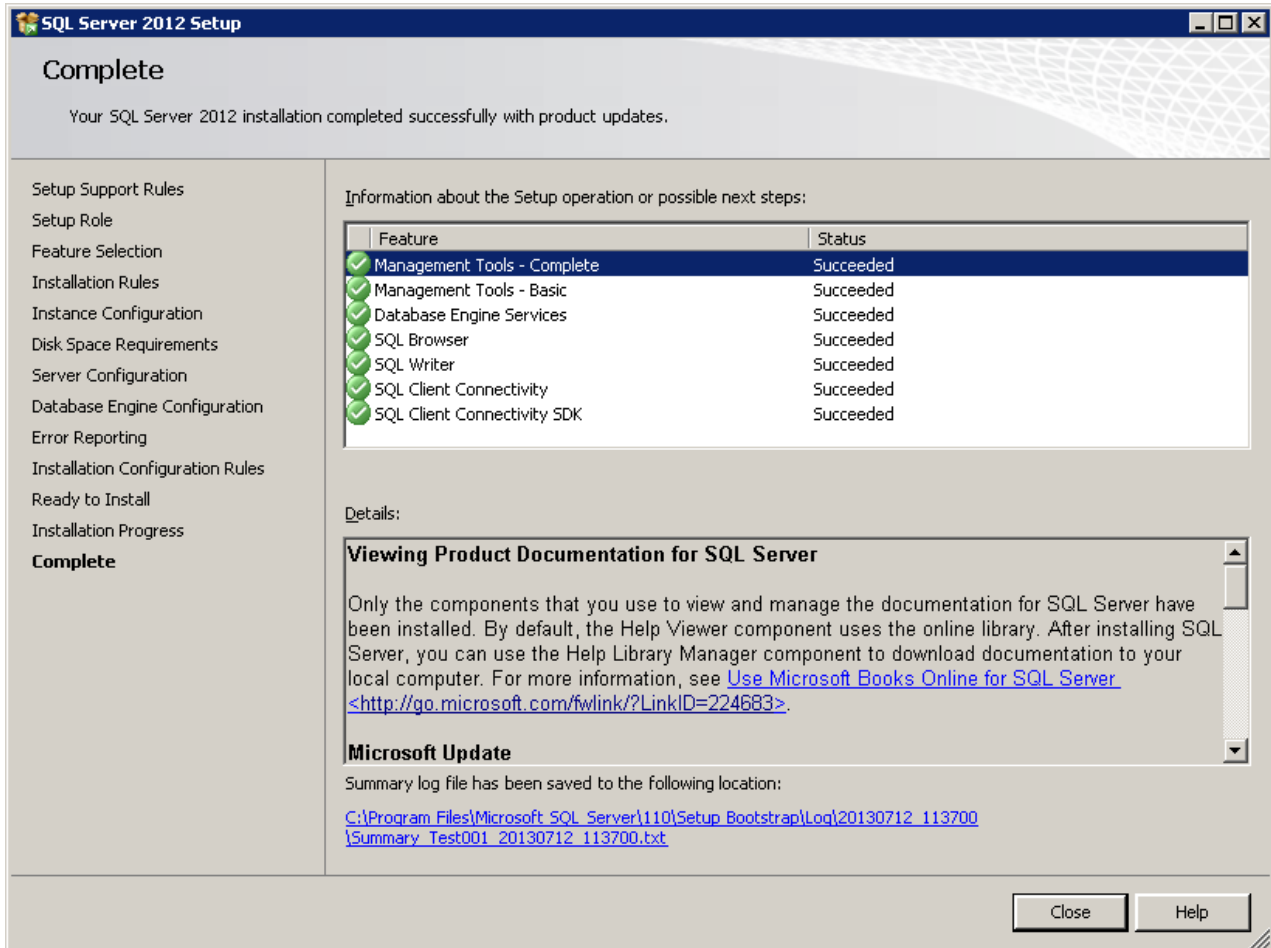 SQL Server 2012 Setup
Complete
Your SQL Server 2012 installation completed successfully with product updates.
Setup Support Rules
Setup Role
Feature Selection
Installation Rules
Instance Configuration
Disk Space Requirements
Server Configuration
Database Engine Configuration
Error Reporting
Installation Configuration Rules
Ready to Install
Installation Progress
Complete
Information about the Setup operation or possible next steps:
Feature Status
Management Tools - Complete Succeeded
Management Tools - Basic Succeeded
Database Engine Services Succeeded
SQL Browser Succeeded
SQL Writer Succeeded
SQL Client Connectivity Succeeded
SQL Client Connectivity SDK Succeeded
Details:
Viewing Product Documentation for SQL Server
Only the components that you use to view and manage the documentation for SQL Server have
been installed. By default, the Help Viewer component uses the online library. After installing SQL
Server, you can use the Help Library Manager component to download documentation to your
local computer. For more information, see Use Microsoft Books Online for SQL Server
<http://go.microsoft.com/fwlink/?LinkID=224683>.
Microsoft Update
Summary log file has been saved to the following location:
C:\Program Files\Microsoft SQL Server\110\Setup Bootstrap\Log\20130712_113700
\Summary_Test001_20130712_113700.txt
Close Help